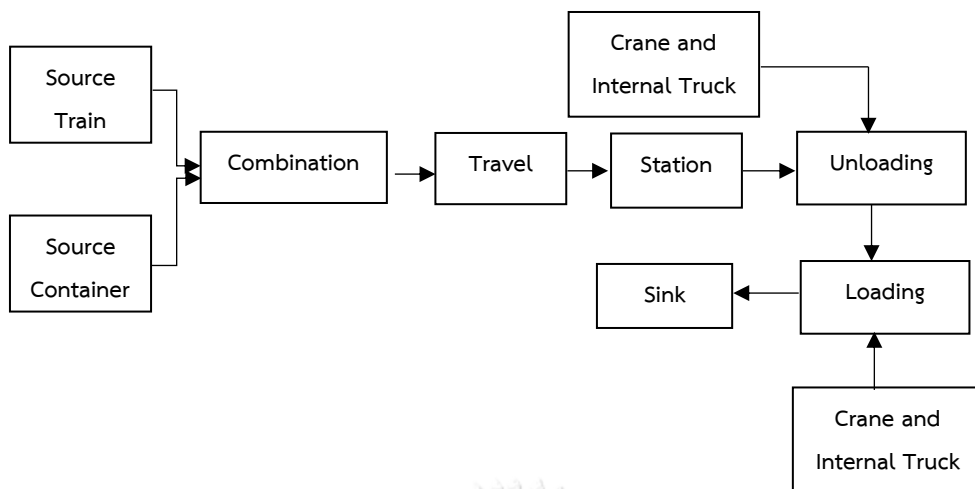 Source
Train
Source
Container
Combination
Travel
Station
Crane and
Internal Truck
Unloading
Loading
Sink
Crane and
Internal Truck